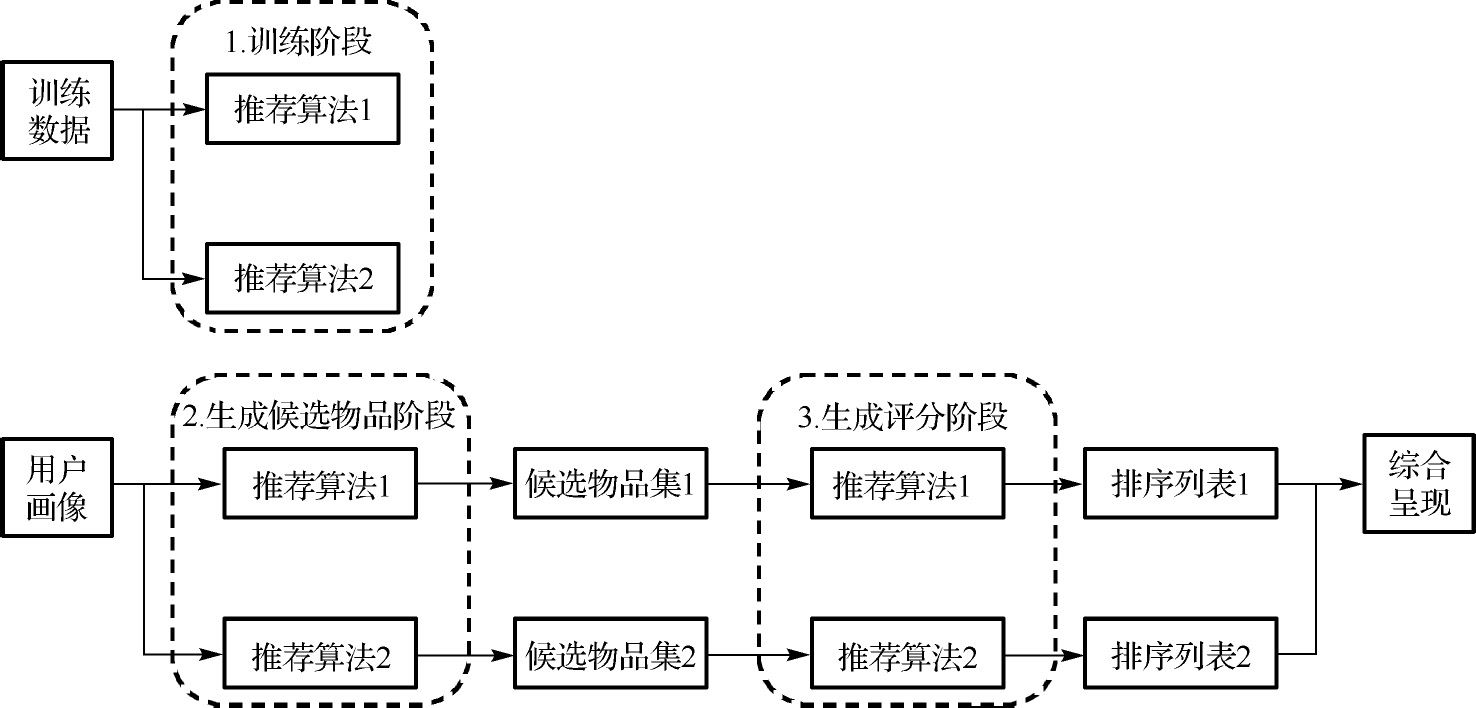 1.训练阶段
训练
数据
推荐算法1
推荐算法2
2.生成候选物品阶段
3.生成评分阶段
用户
画像
推荐算法1
候选物品集1
推荐算法1
排序列表1
综合
呈现
推荐算法2
候选物品集2
推荐算法2
排序列表2